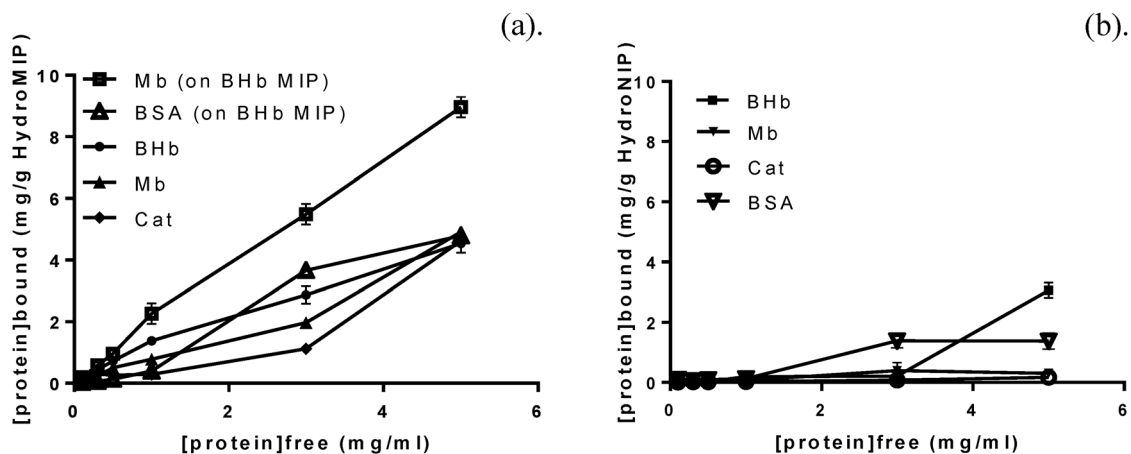 (a).
[protein]bound (mg/g HydroMIP)
10
8
6
4
2
0
Mb (on BHb MIP)
BSA (on BHb MIP)
BHb
Mb
Cat
0 2 4 6
[protein]free (mg/ml)
(b).
[protein]bound (mg/g HydroNIP)
10
8
6
4
2
0
BHb
Mb
Cat
BSA
0 2 4 6
[protein]free (mg/ml)